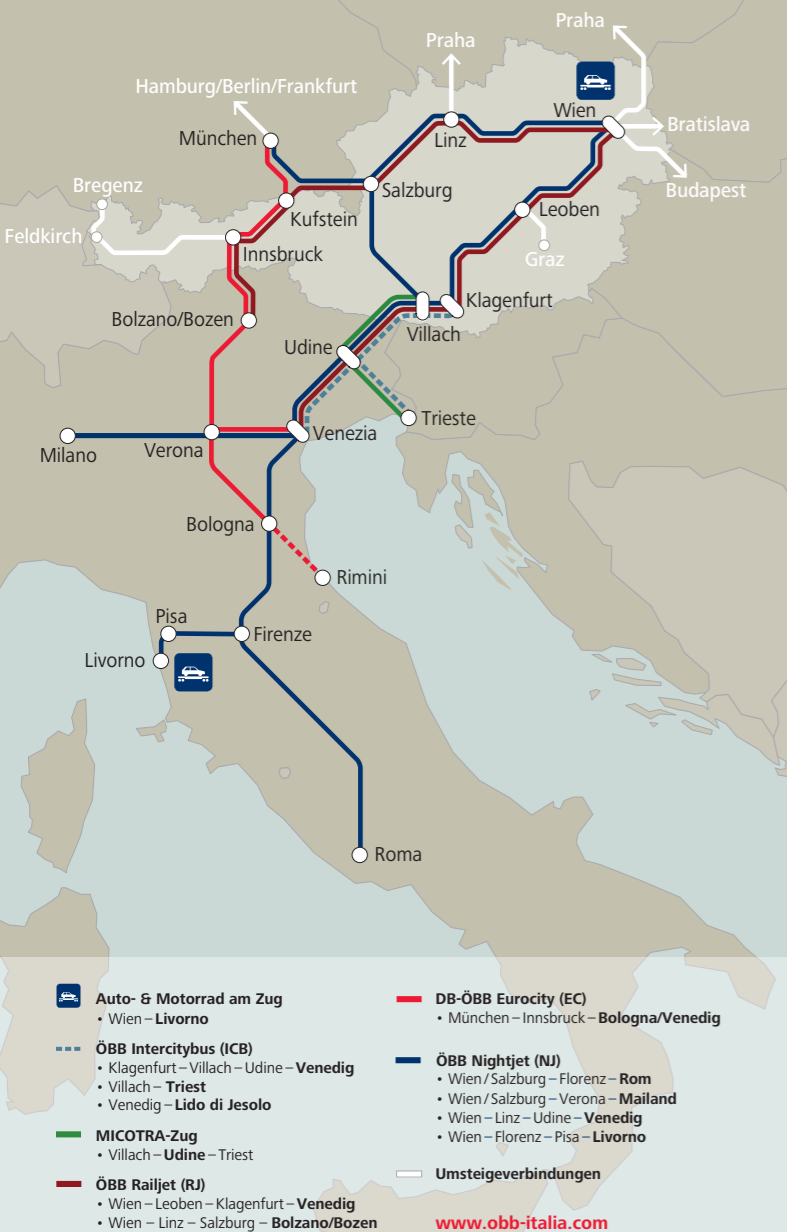 Praha
Praha
Hamburg/Berlin/Frankfurt
Wien
München
Linz
Bratislava
Bregenz
Salzburg
Budapest
Kufstein
Leoben
Feldkirch
Innsbruck
Graz
Klagenfurt
Bolzano/Bozen
Villach
Udine
Trieste
Venezia
Milano
Verona
Bologna
Rimini
Pisa
Firenze
Livorno
Roma
Auto- & Motorrad am Zug
• Wien – Livorno
ÖBB Intercitybus (ICB)
• Klagenfurt – Villach – Udine – Venedig
• Villach – Triest
• Venedig – Lido di Jesolo
MICOTRA-Zug
• Villach – Udine – Triest
ÖBB Railjet (RJ)
• Wien – Leoben – Klagenfurt – Venedig
• Wien – Linz – Salzburg – Bolzano/Bozen
DB-ÖBB Eurocity (EC)
• München – Innsbruck – Bologna/Venedig
ÖBB Nightjet (NJ)
• Wien/Salzburg – Florenz – Rom
• Wien/Salzburg – Verona – Mailand
• Wien – Linz – Udine – Venedig
• Wien – Florenz – Pisa – Livorno
Umsteigeverbindungen
www.obb-italia.com